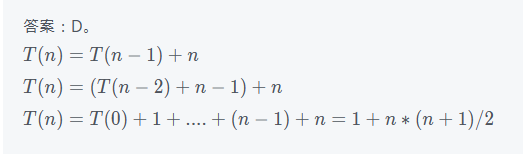 答案：D。
T(n) = T(n − 1) + n
T(n) = (T(n − 2) + n − 1) + n
T(n) = T(0) + 1 + .... + (n − 1) + n = 1 + n ∗ (n + 1)/2